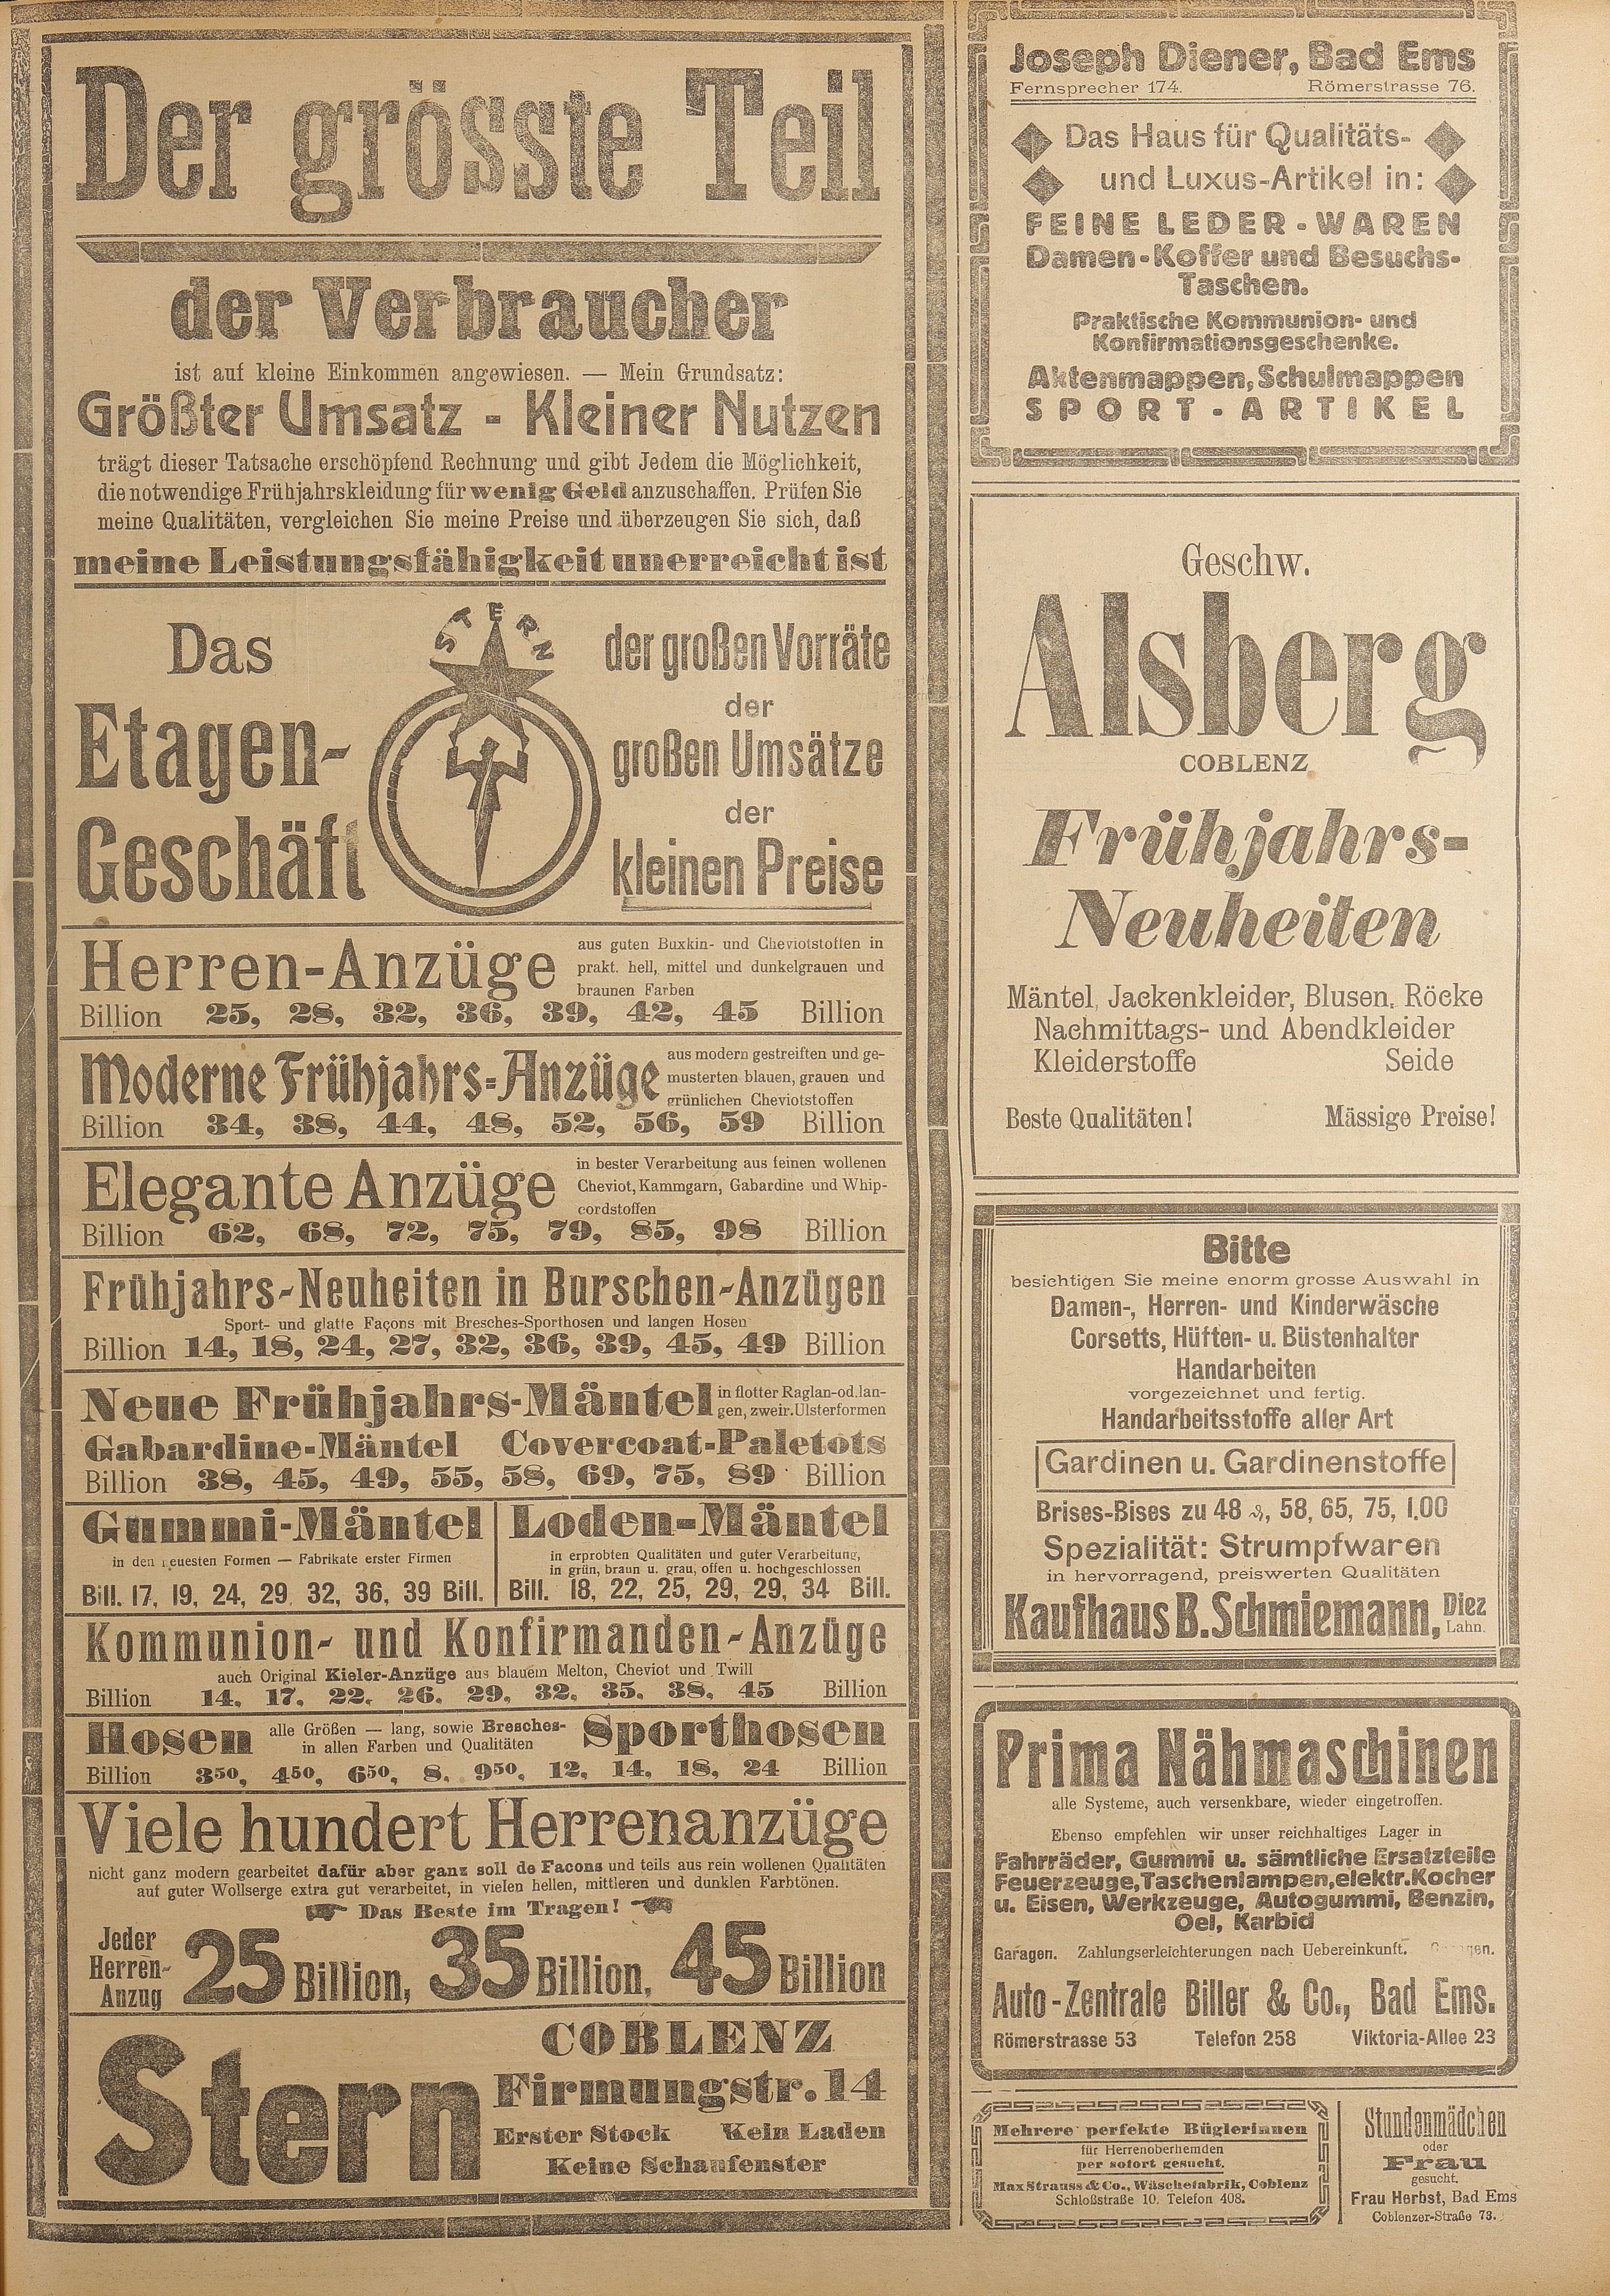 Der grösste Teil
der Verbraucher
ist auf kleine Einkommen angewiesen. — Mein Grundsatz:
Größter Umsatz - Kleiner Nutzen
trägt dieser Tatsache erschöpfend Rechnung und gibt Jedem die Möglichkeit,
die notwendige Frühjahrskleidung für wenig Geld anzuschaffen. Prüfen Sie
meine Qualitäten, vergleichen Sie meine Preise und überzeugen Sie sich, daß
meine Leistungsfähigkeit unerreicht ist
Das
Etagen-
Geschäft
STERN
der großen Vorräte
der
großen Umsätze
der
kleinen Preise
Herren-Anzüge
aus guten Buxkin- und Cheviotstoffen in
prakt. hell, mittel und dunkelgrauen und
braunen Farben
Billion 25, 28, 32, 36, 39, 42, 45 Billion
Moderne Frühjahrs-Anzüge
aus modern gestreiften und ge-
musterten blauen, grauen und
grünlichen Cheviotstoffen
Billion 34, 38, 44, 48, 52, 56, 59 Billion
Elegante Anzüge
in bester Verarbeitung aus feinen wollenen
Cheviot, Kammgarn, Gabardine und Whip-
cordstoffen
Billion 62, 68, 72, 75, 79, 85, 98 Billion
Frühjahrs-Neuheiten in Burschen-Anzügen
Sport- und glatte Façons mit Bresches-Sporthosen und langen Hosen
Billion 14, 18, 24, 27, 32, 36, 39, 45, 49 Billion
Neue Frühjahrs-Mäntel
in flotter Raglan-od. lan-
gen, zweir. Ulsterformen
Gabardine-Mäntel Covercoat-Paletots
Billion 38, 45, 49, 55, 58, 69, 75, 89 Billion
Gummi-Mäntel
in den neuesten Formen — Fabrikate erster Firmen
Bill. 17, 19, 24, 29, 32, 36, 39 Bill.
Loden-Mäntel
in erprobten Qualitäten und guter Verarbeitung,
in grün, braun u. grau, offen u. hochgeschlossen
Bill. 18, 22, 25, 29, 29, 34 Bill.
Kommunion- und Konfirmanden-Anzüge
auch Original Kieler-Anzüge aus blauem Melton, Cheviot und Twill
Billion 14, 17, 22, 26, 29, 32, 35, 38, 45 Billion
Hosen alle Größen — lang, sowie Bresches- Sporthosen
in allen Farben und Qualitäten
Billion 3⁵⁰, 4⁵⁰, 6⁵⁰, 8, 9⁵⁰, 12, 14, 18, 24 Billion
Viele hundert Herrenanzüge
nicht ganz modern gearbeitet dafür aber ganz soll de Facons und teils aus rein wollenen Qualitäten
auf guter Wollserge extra gut verarbeitet, in vielen hellen, mittleren und dunklen Farbtönen.
Das Beste im Tragen!
Jeder
Herren-
Anzug
25 Billion, 35 Billion, 45 Billion
Stern
COBLENZ
Firmungstr. 14
Erster Stock Kein Laden
Keine Schaufenster
Joseph Diener, Bad Ems
Fernsprecher 174. Römerstrasse 76.
Das Haus für Qualitäts-
und Luxus-Artikel in:
FEINE LEDER-WAREN
Damen-Koffer und Besuchs-
Taschen.
Praktische Kommunion- und
Konfirmationsgeschenke.
Aktenmappen, Schulmappen
SPORT-ARTIKEL
Geschw.
Alsberg
COBLENZ
Frühjahrs-
Neuheiten
Mäntel, Jackenkleider, Blusen, Röcke
Nachmittags- und Abendkleider
Kleiderstoffe Seide
Beste Qualitäten! Mässige Preise!
Bitte
besichtigen Sie meine enorm grosse Auswahl in
Damen-, Herren- und Kinderwäsche
Corsetts, Hüften- u. Büstenhalter
Handarbeiten
vorgezeichnet und fertig.
Handarbeitsstoffe aller Art
Gardinen u. Gardinenstoffe
Brises-Bises zu 48 ₰, 58, 65, 75, 1,00
Spezialität: Strumpfwaren
in hervorragend, preiswerten Qualitäten
Kaufhaus B. Schmiemann, Diez
Lahn.
Prima Nähmaschinen
alle Systeme, auch versenkbare, wieder eingetroffen.
Ebenso empfehlen wir unser reichhaltiges Lager in
Fahrräder, Gummi u. sämtliche Ersatzteile
Feuerzeuge, Taschenlampen, elektr. Kocher
u. Eisen, Werkzeuge, Autogummi, Benzin,
Oel, Karbid
Garagen. Zahlungserleichterungen nach Uebereinkunft.
Auto-Zentrale Biller & Co., Bad Ems.
Römerstrasse 53 Telefon 258 Viktoria-Allee 23
Mehrere perfekte Büglerinnen
für Herrenoberhemden
per sofort gesucht.
Max Strauss & Co., Wäschefabrik, Coblenz
Schloßstraße 10. Telefon 408.
Stundenmädchen
oder
Frau
gesucht.
Frau Herbst, Bad Ems
Coblenzer-Straße 73.